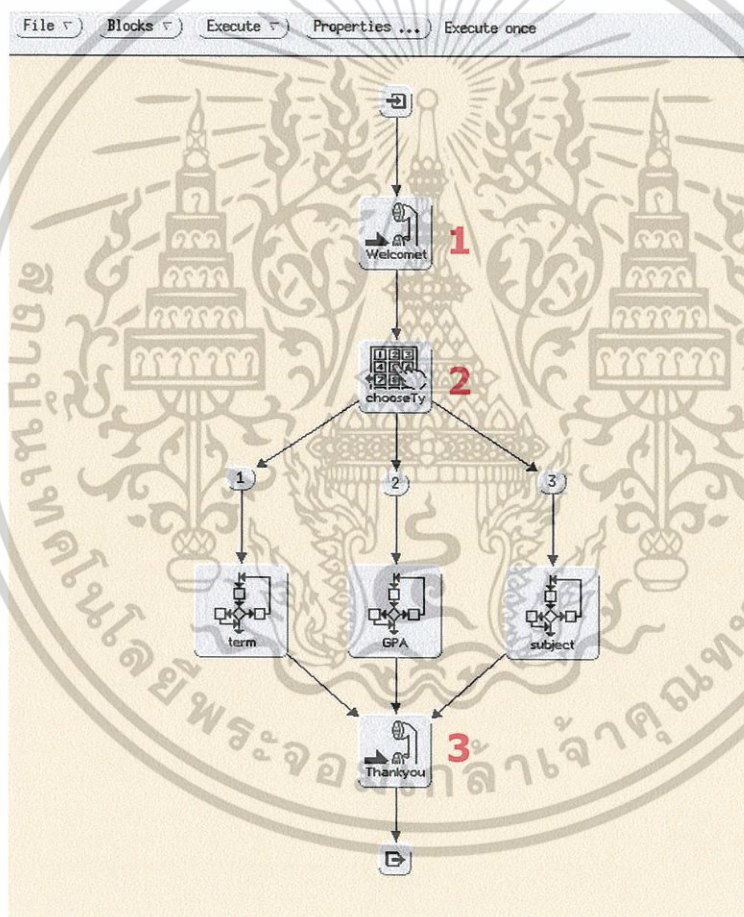 File Blocks Execute Properties ... Execute once
Welcomet 1
chooseTy 2
1 2 3
term GPA subject
Thankyou 3